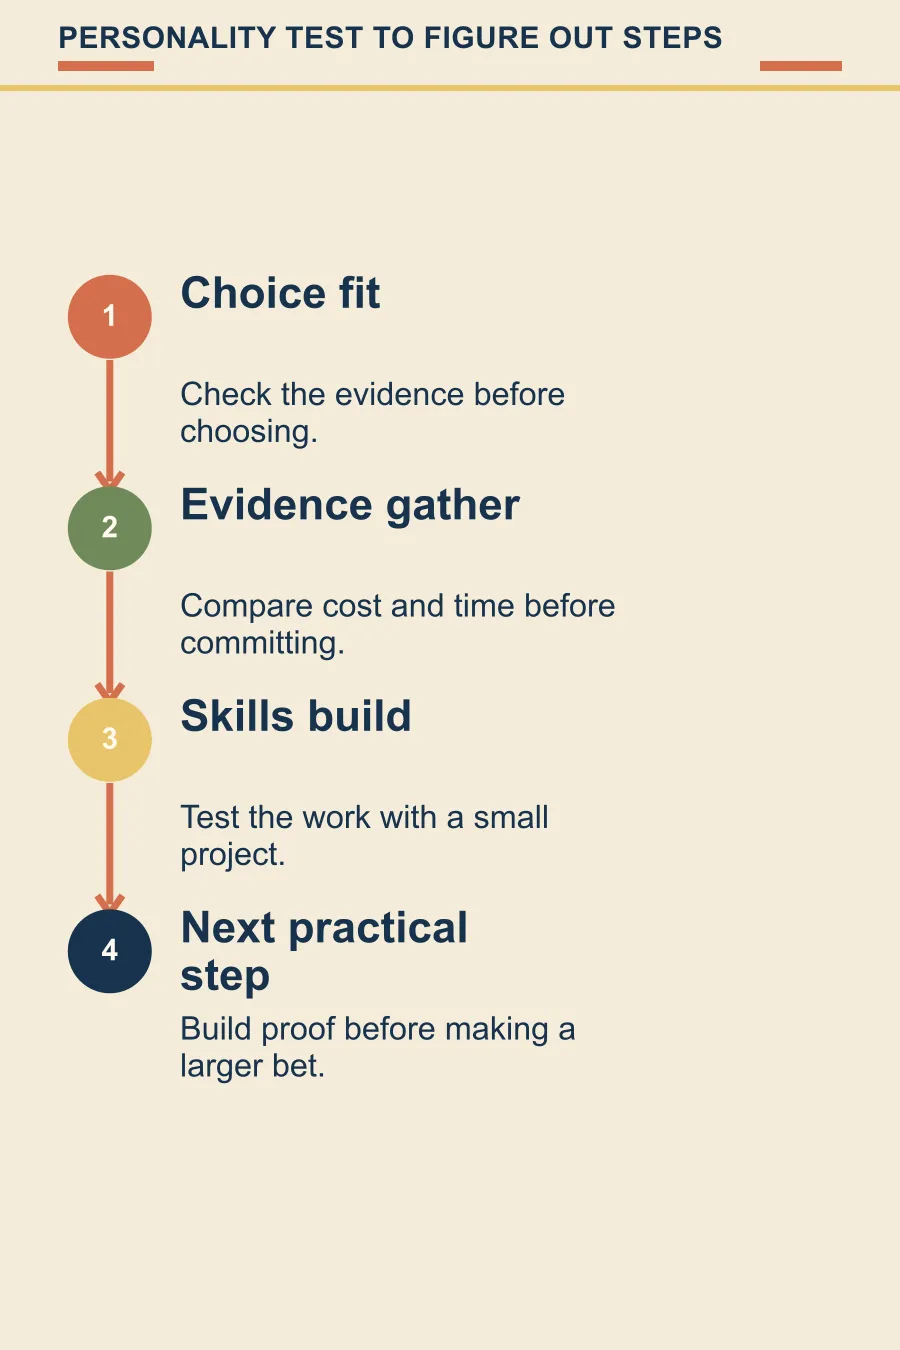 PERSONALITY TEST TO FIGURE OUT STEPS
1
Choice fit
Check the evidence before
choosing.
2
Evidence gather
Compare cost and time before
committing.
3
Skills build
Test the work with a small
project.
4
Next practical
step
Build proof before making a
larger bet.